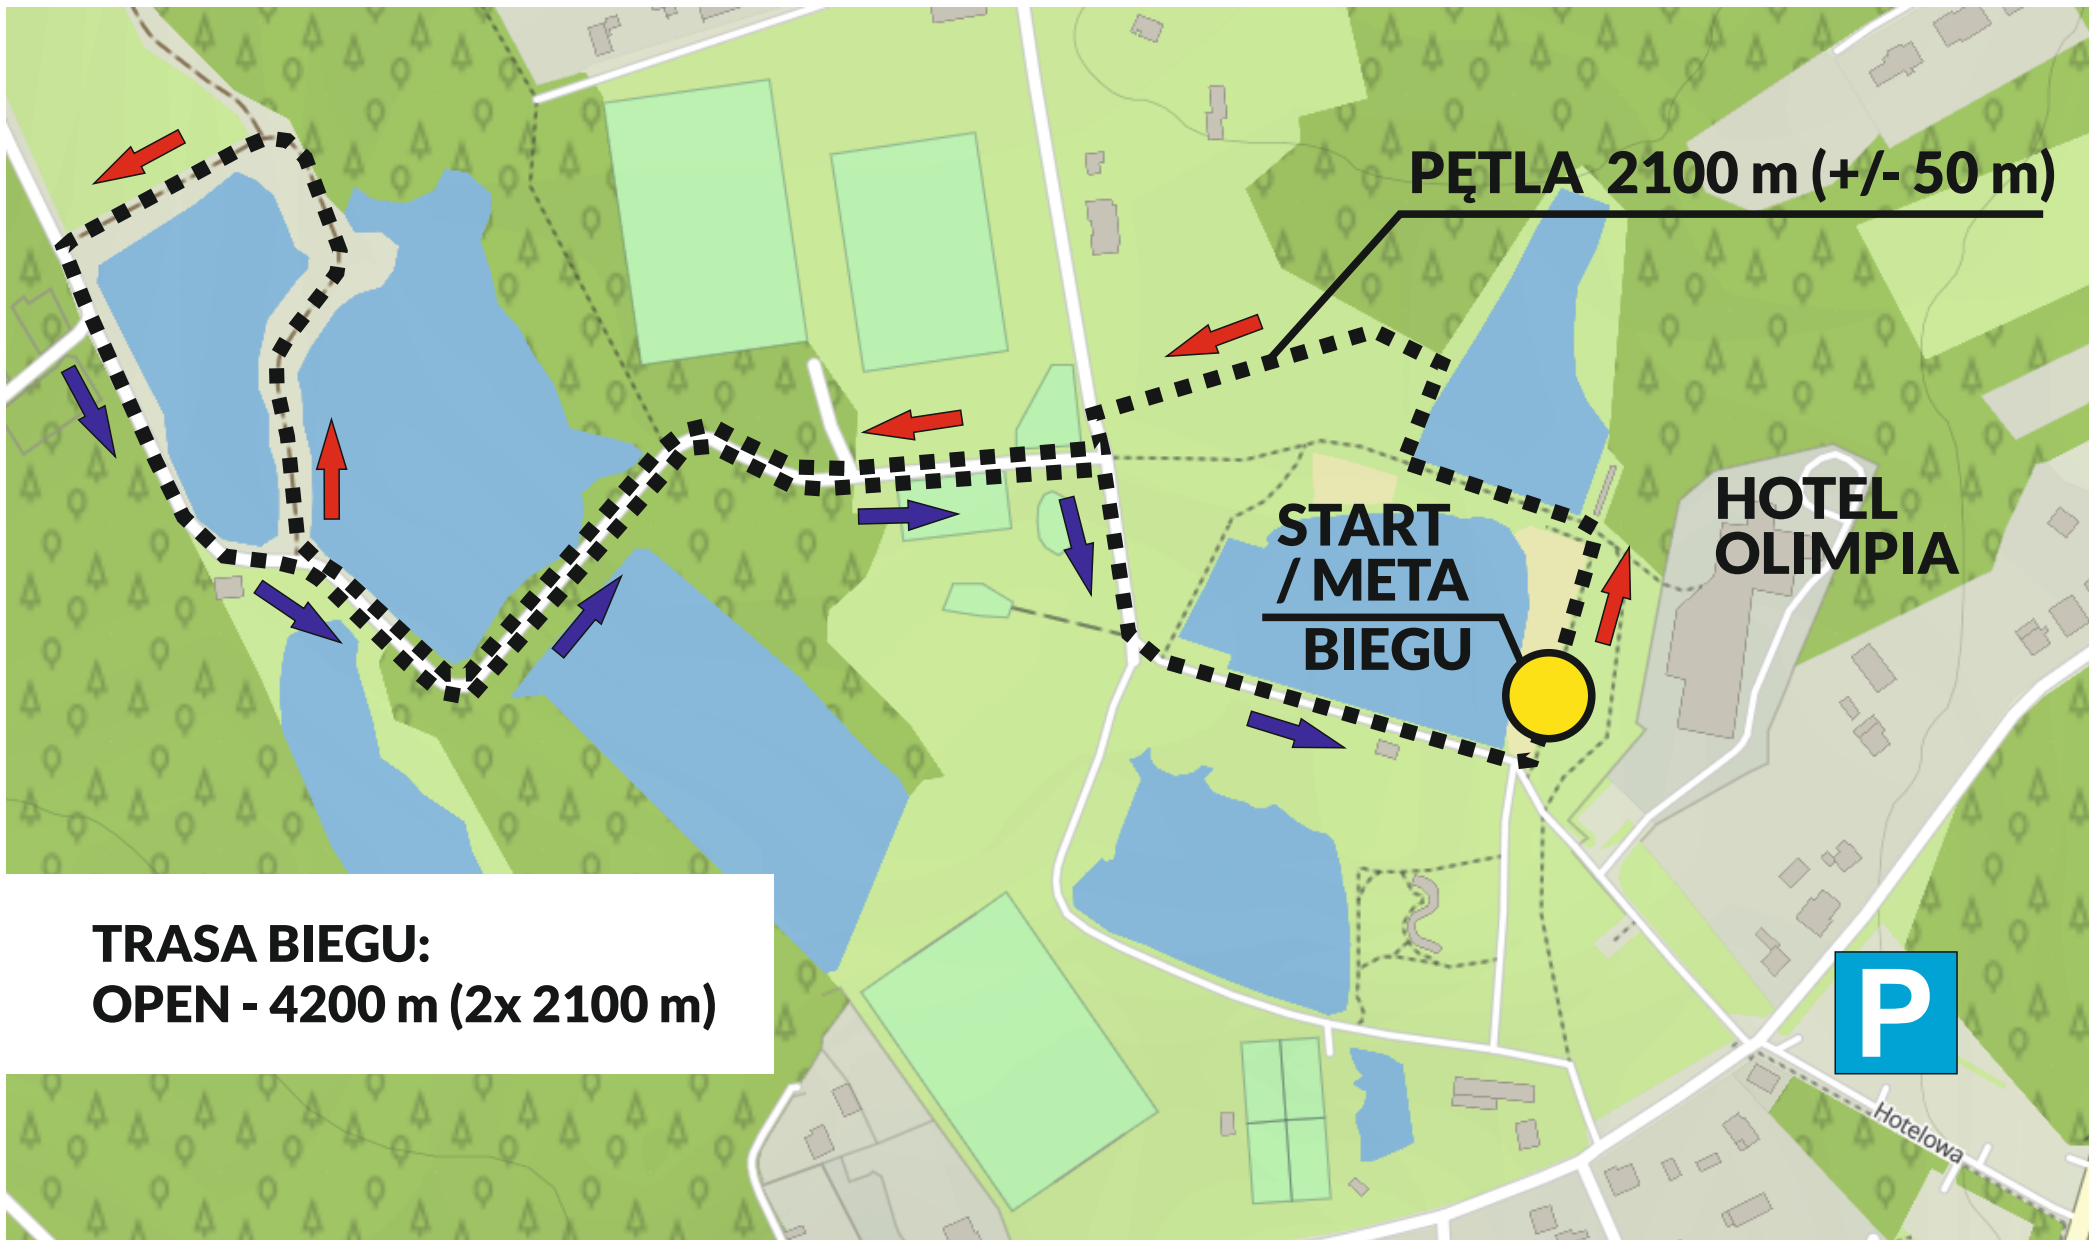 PĘTLA 2100 m (+/- 50 m)
START
/ META
BIEGU
HOTEL
OLIMPIA
TRASA BIEGU:
OPEN - 4200 m (2x 2100 m)
P
Hotelowa